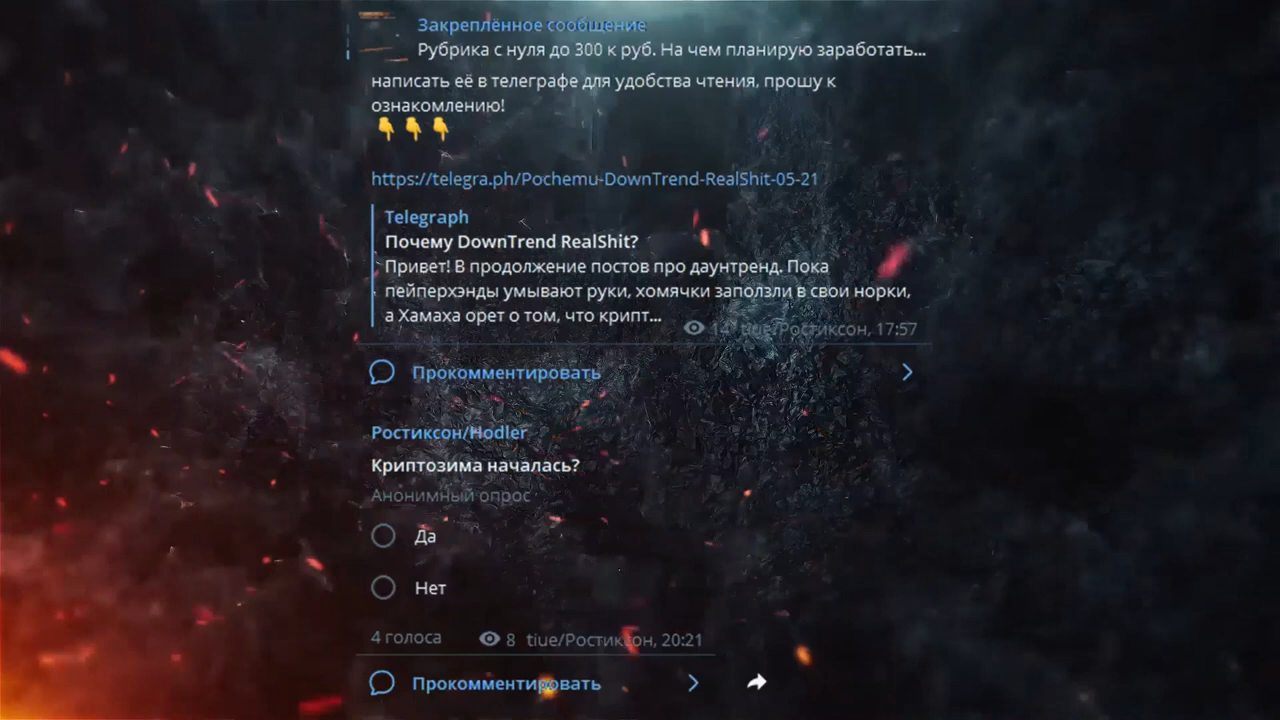 Закреплённое сообщение
Рубрика с нуля до 300 к руб. На чем планирую заработать...
написать её в телеграфе для удобства чтения, прошу к
ознакомлению!
👇👇👇
https://telegra.ph/Pochemu-DownTrend-RealShit-05-21
Telegraph
Почему DownTrend RealShit?
Привет! В продолжение постов про даунтренд. Пока
пейперхэнды умывают руки, хомячки заползли в свои норки,
а Хамаха орет о том, что крипт...
14 tiue/Ростиксон, 17:57
Прокомментировать
Ростиксон/Hodler
Криптозима началась?
Анонимный опрос
Да
Нет
4 голоса 8 tiue/Ростиксон, 20:21
Прокомментировать